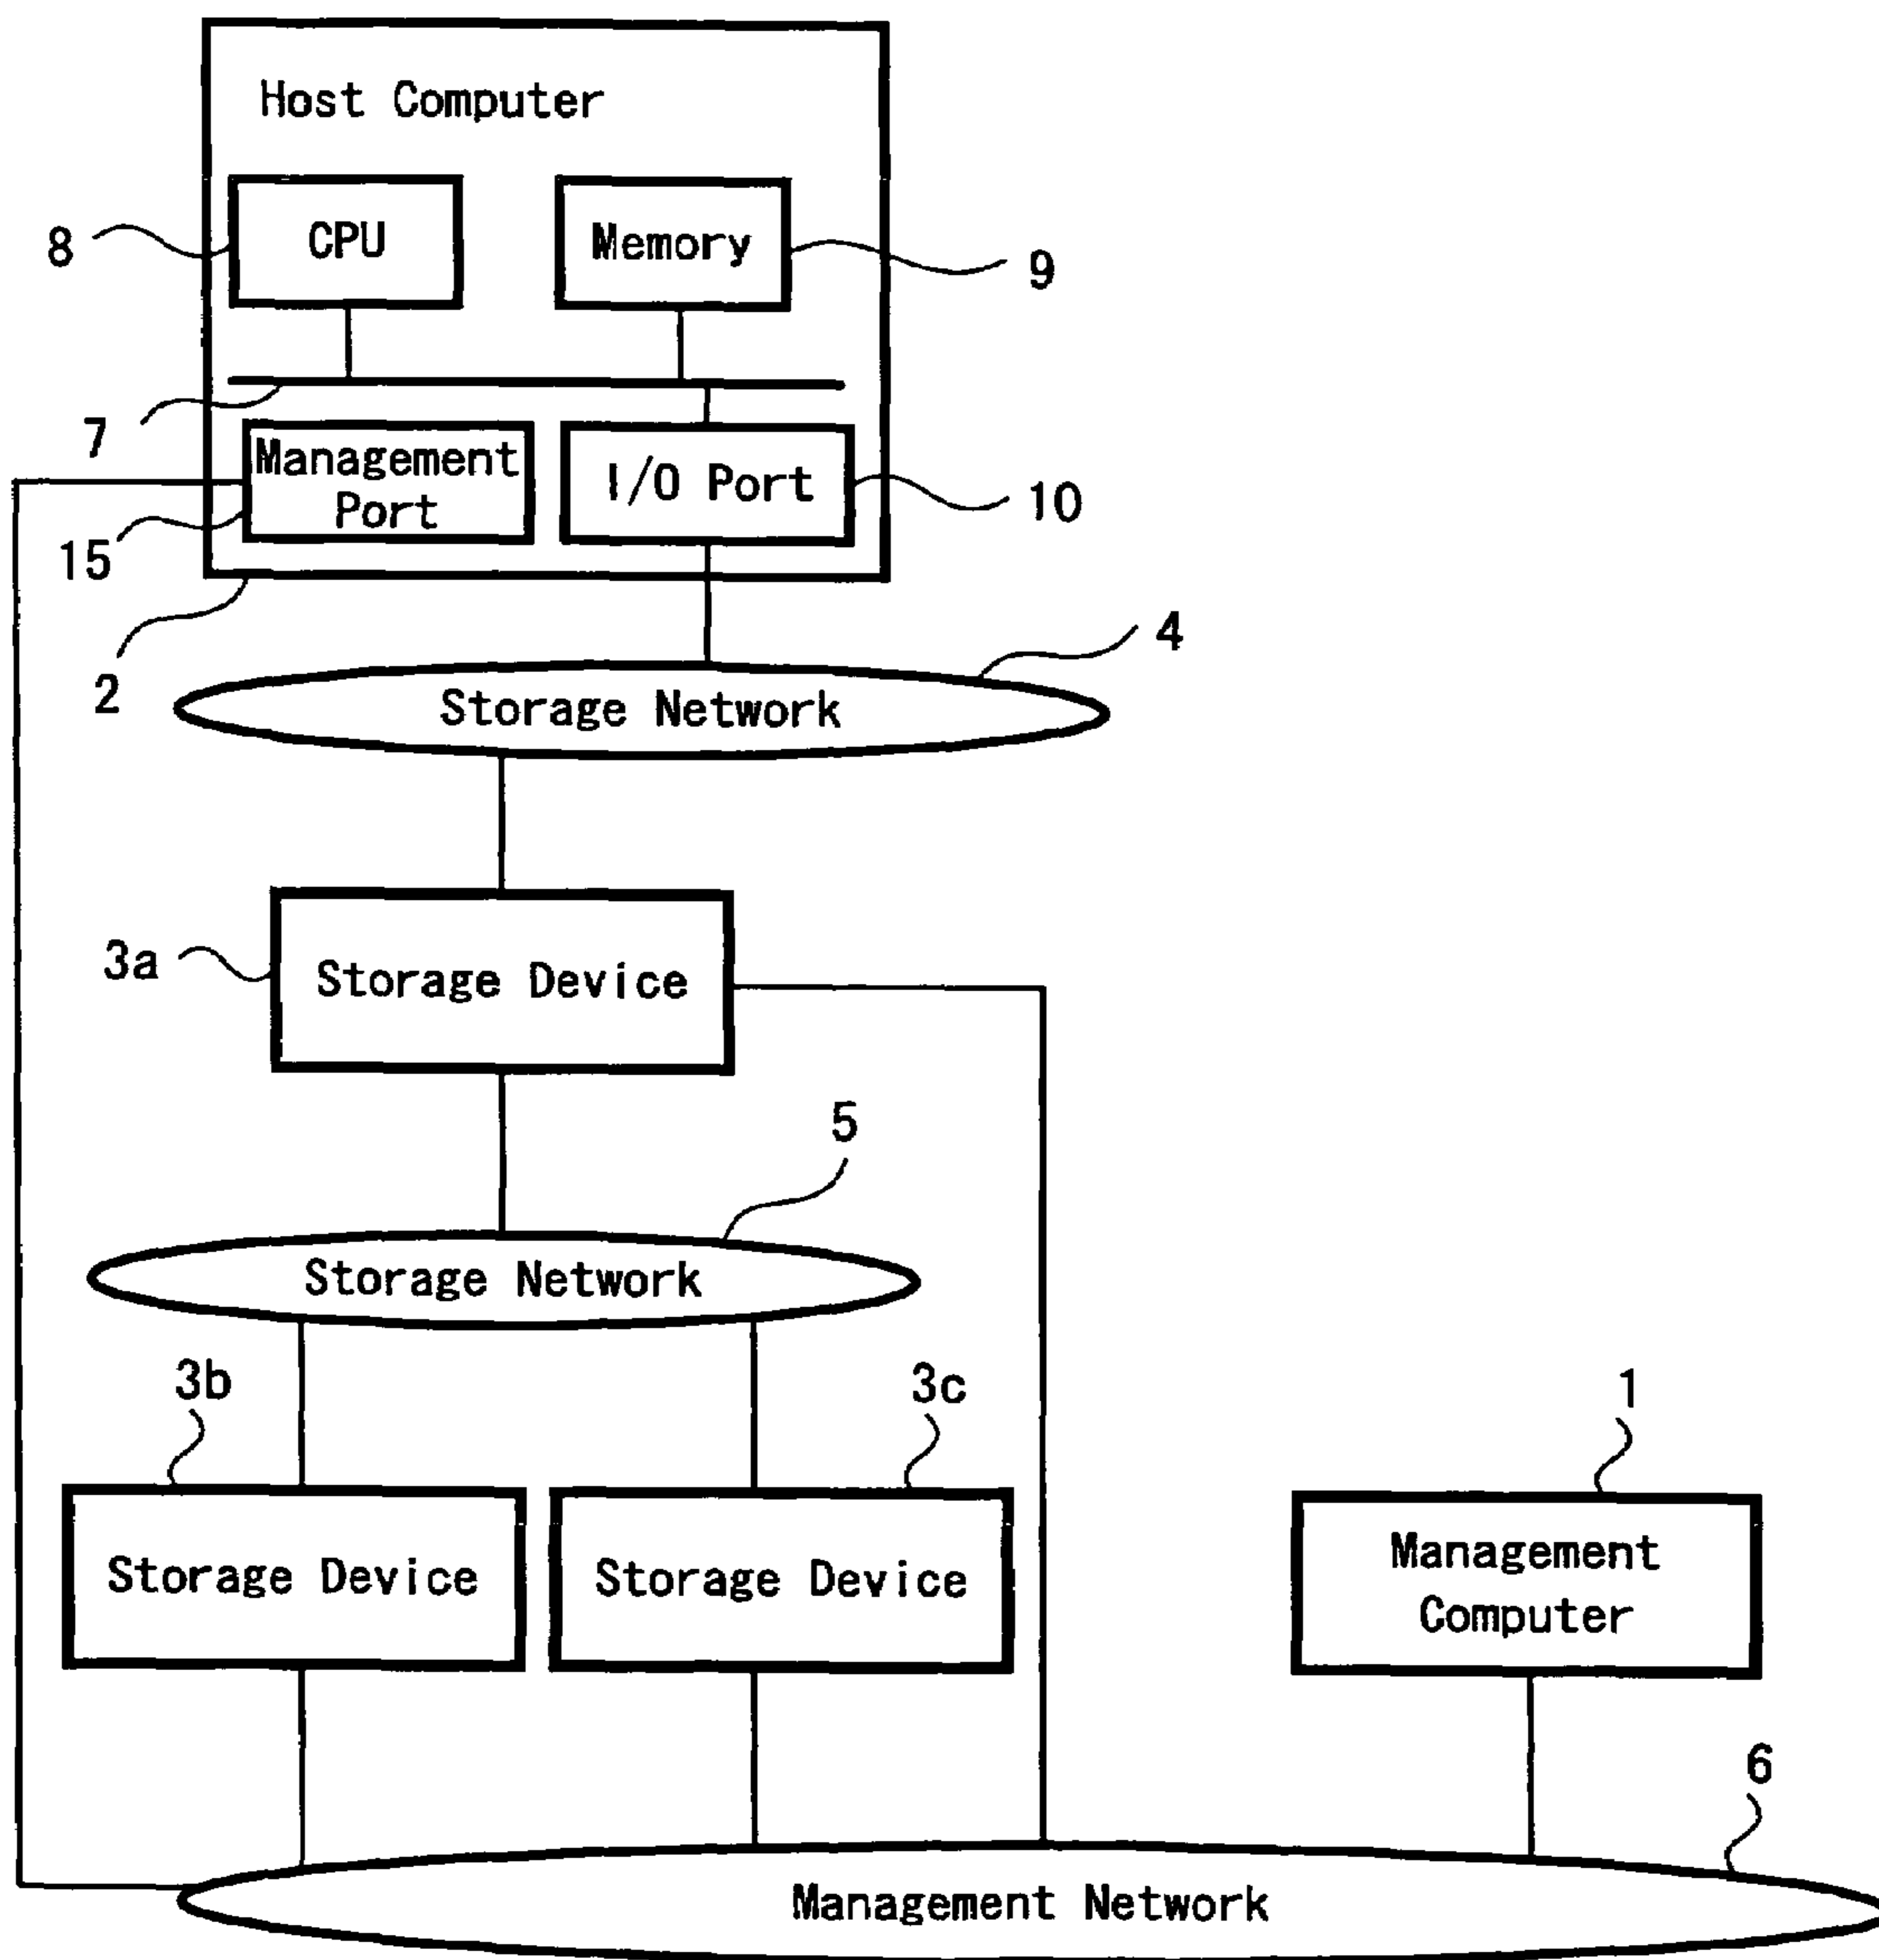 Host Computer
CPU
Memory
8
9
7
Management
Port
I/O Port
10
15
2
4
Storage Network
3a
Storage Device
5
Storage Network
3b
3c
1
Storage Device
Storage Device
Management
Computer
6
Management Network